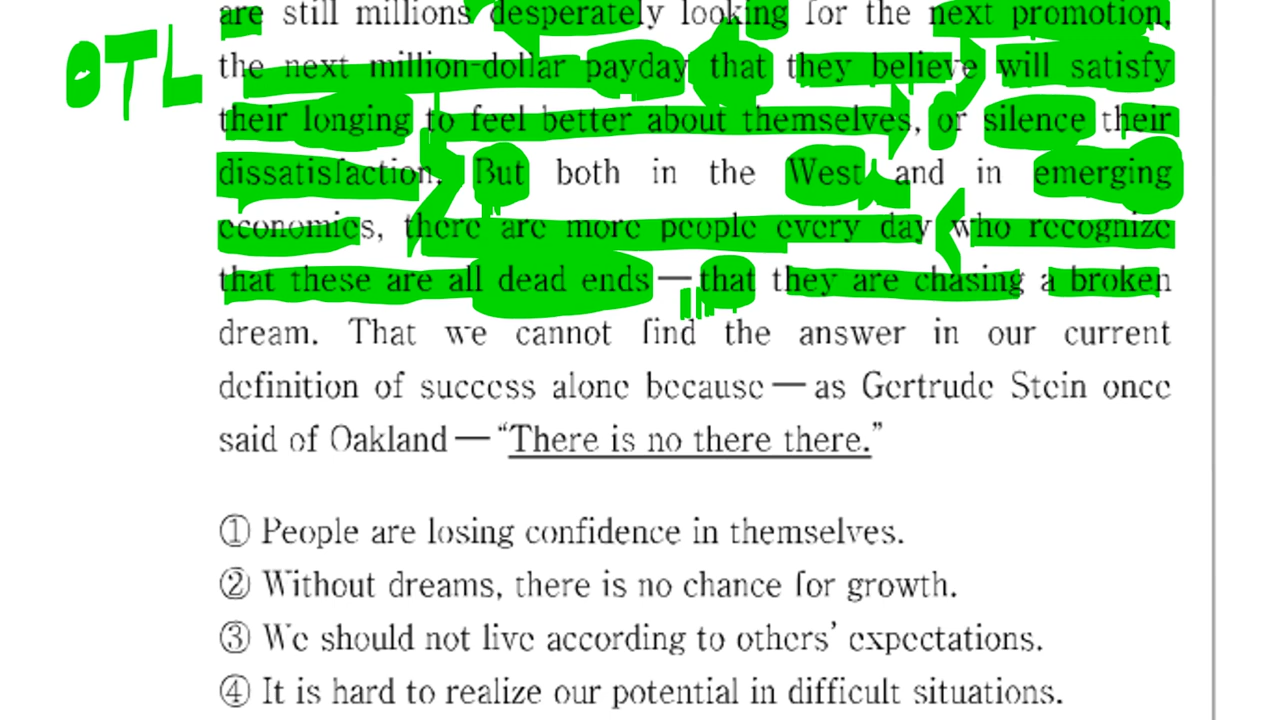 are still millions desperately looking for the next promotion,
OTL
the next million-dollar payday that they believe will satisfy
their longing to feel better about themselves, or silence their
dissatisfaction. But both in the West and in emerging
economies, there are more people every day who recognize
that these are all dead ends—that they are chasing a broken
dream. That we cannot find the answer in our current
definition of success alone because—as Gertrude Stein once
said of Oakland—“There is no there there.”
① People are losing confidence in themselves.
② Without dreams, there is no chance for growth.
③ We should not live according to others’ expectations.
④ It is hard to realize our potential in difficult situations.